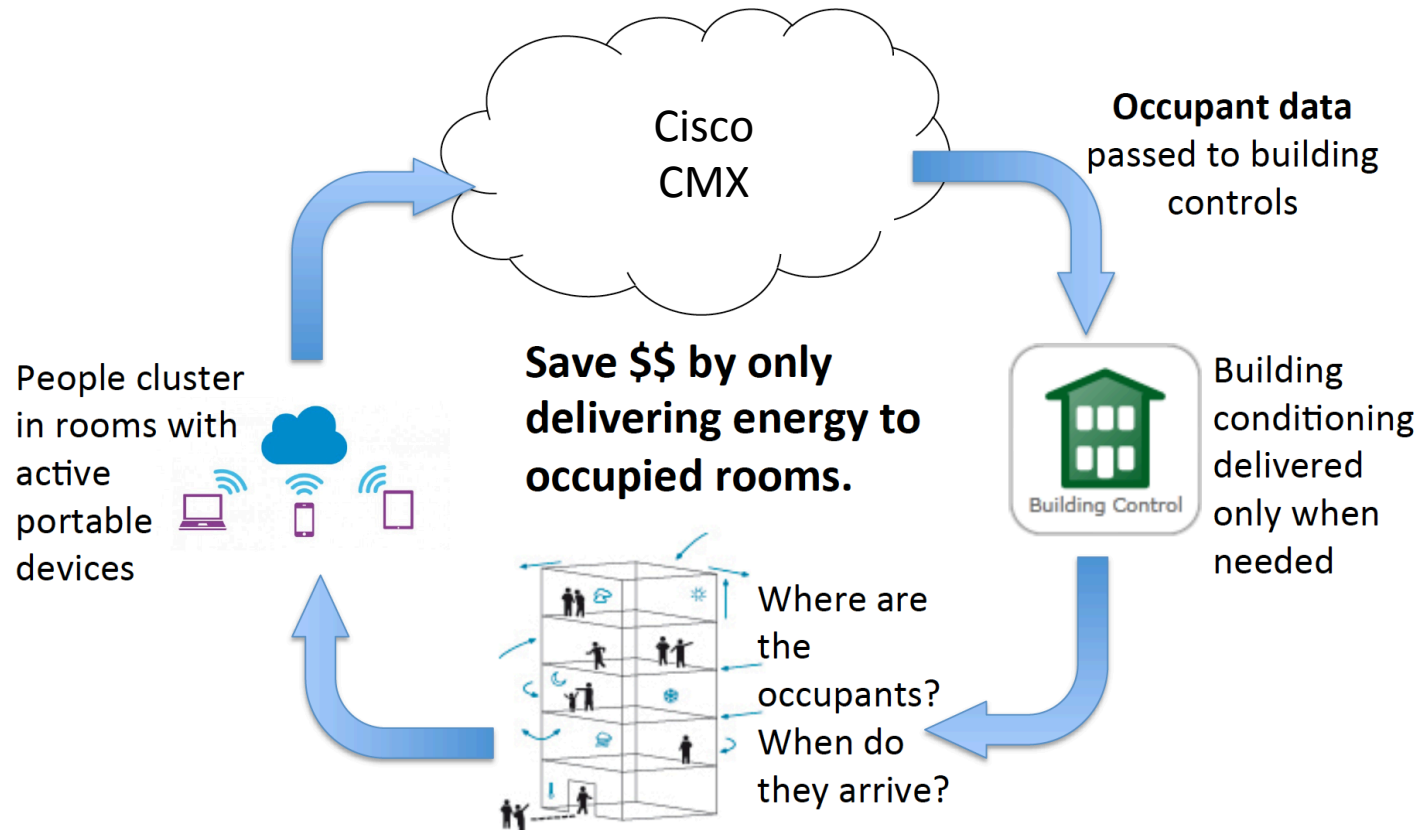 Cisco
CMX
Occupant data
passed to building
controls
People cluster
in rooms with
active
portable
devices
Save $$ by only
delivering energy to
occupied rooms.
Building Control
Building
conditioning
delivered
only when
needed
Where are
the
occupants?
When do
they arrive?